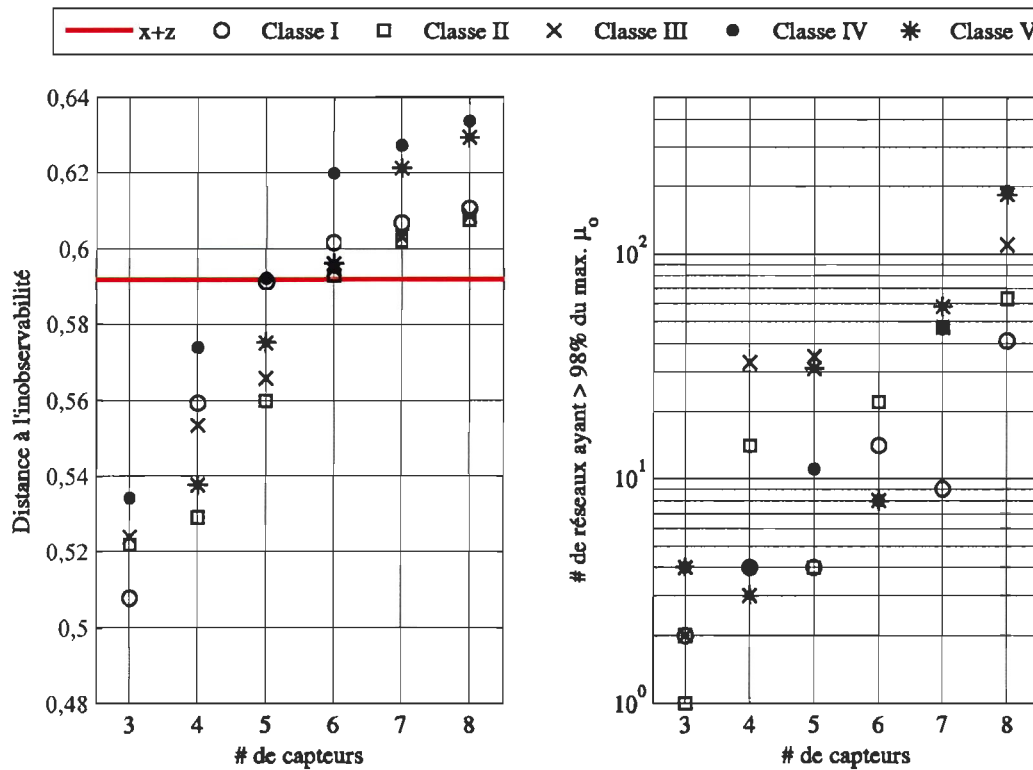 x+z Classe I Classe II Classe III Classe IV Classe V
Distance à l'inobservabilité
0,64
0,62
0,6
0,58
0,56
0,54
0,52
0,5
0,48
3 4 5 6 7 8
# de capteurs
# de réseaux ayant > 98% du max. μo
10²
10¹
10⁰
3 4 5 6 7 8
# de capteurs